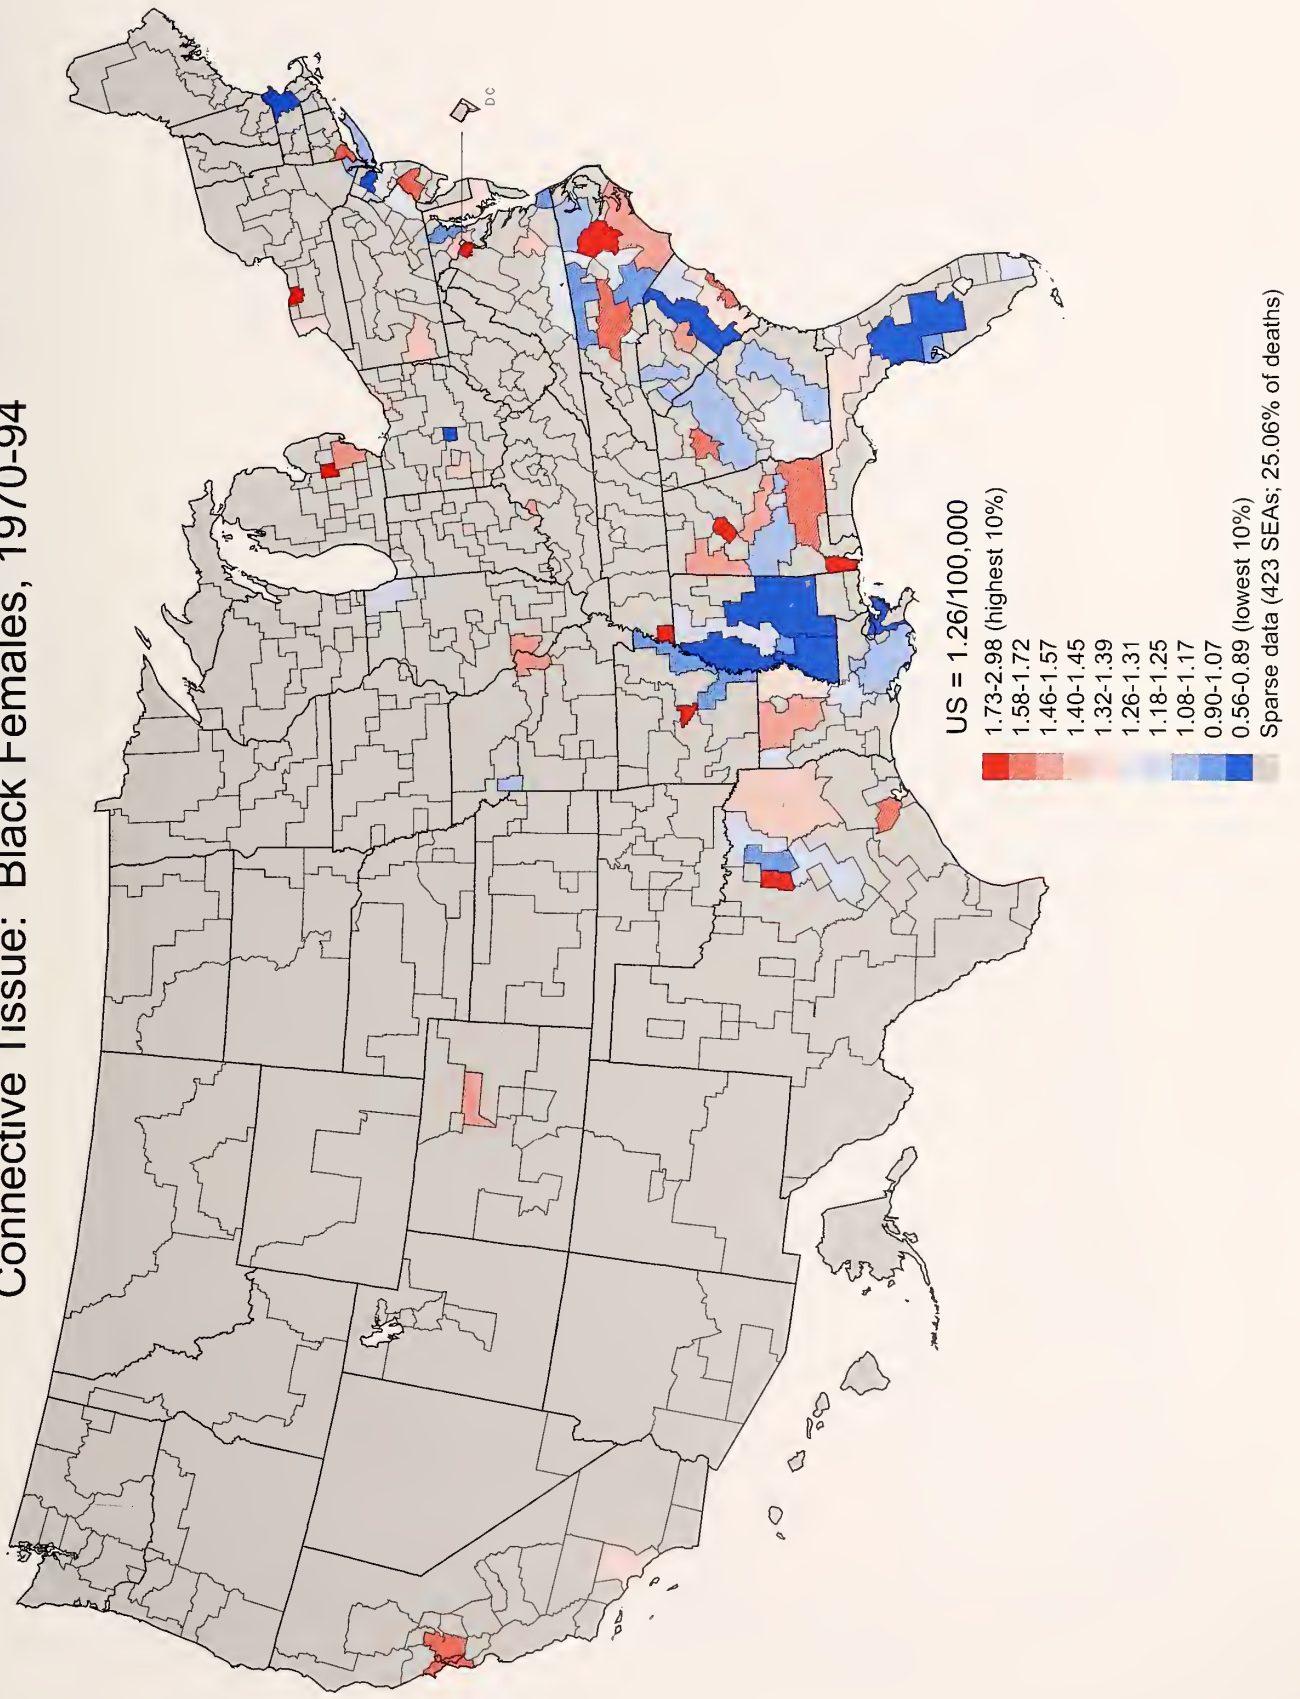 Connective Tissue: Black Females, 1970-94
DC
US = 1.26/100,000
1.73-2.98 (highest 10%)
1.58-1.72
1.46-1.57
1.40-1.45
1.32-1.39
1.26-1.31
1.18-1.25
1.08-1.17
0.90-1.07
0.56-0.89 (lowest 10%)
Sparse data (423 SEAs; 25.06% of deaths)